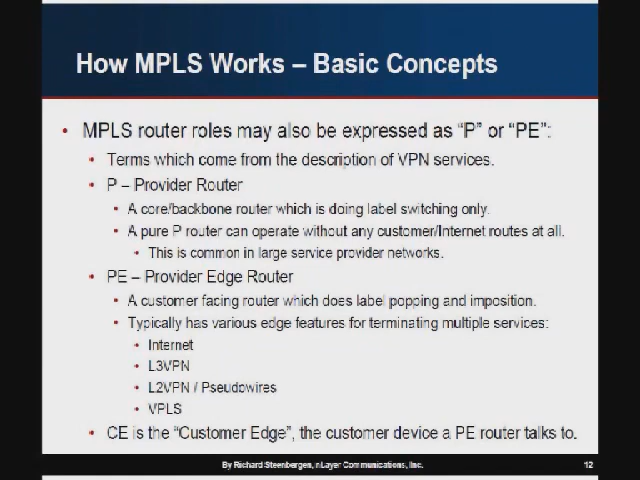 How MPLS Works – Basic Concepts
• MPLS router roles may also be expressed as “P” or “PE”:
• Terms which come from the description of VPN services.
• P – Provider Router
• A core/backbone router which is doing label switching only.
• A pure P router can operate without any customer/Internet routes at all.
• This is common in large service provider networks.
• PE – Provider Edge Router
• A customer facing router which does label popping and imposition.
• Typically has various edge features for terminating multiple services:
• Internet
• L3VPN
• L2VPN / Pseudowires
• VPLS
• CE is the “Customer Edge”, the customer device a PE router talks to.
By Richard Steenbergen, nLayer Communications, Inc.
12